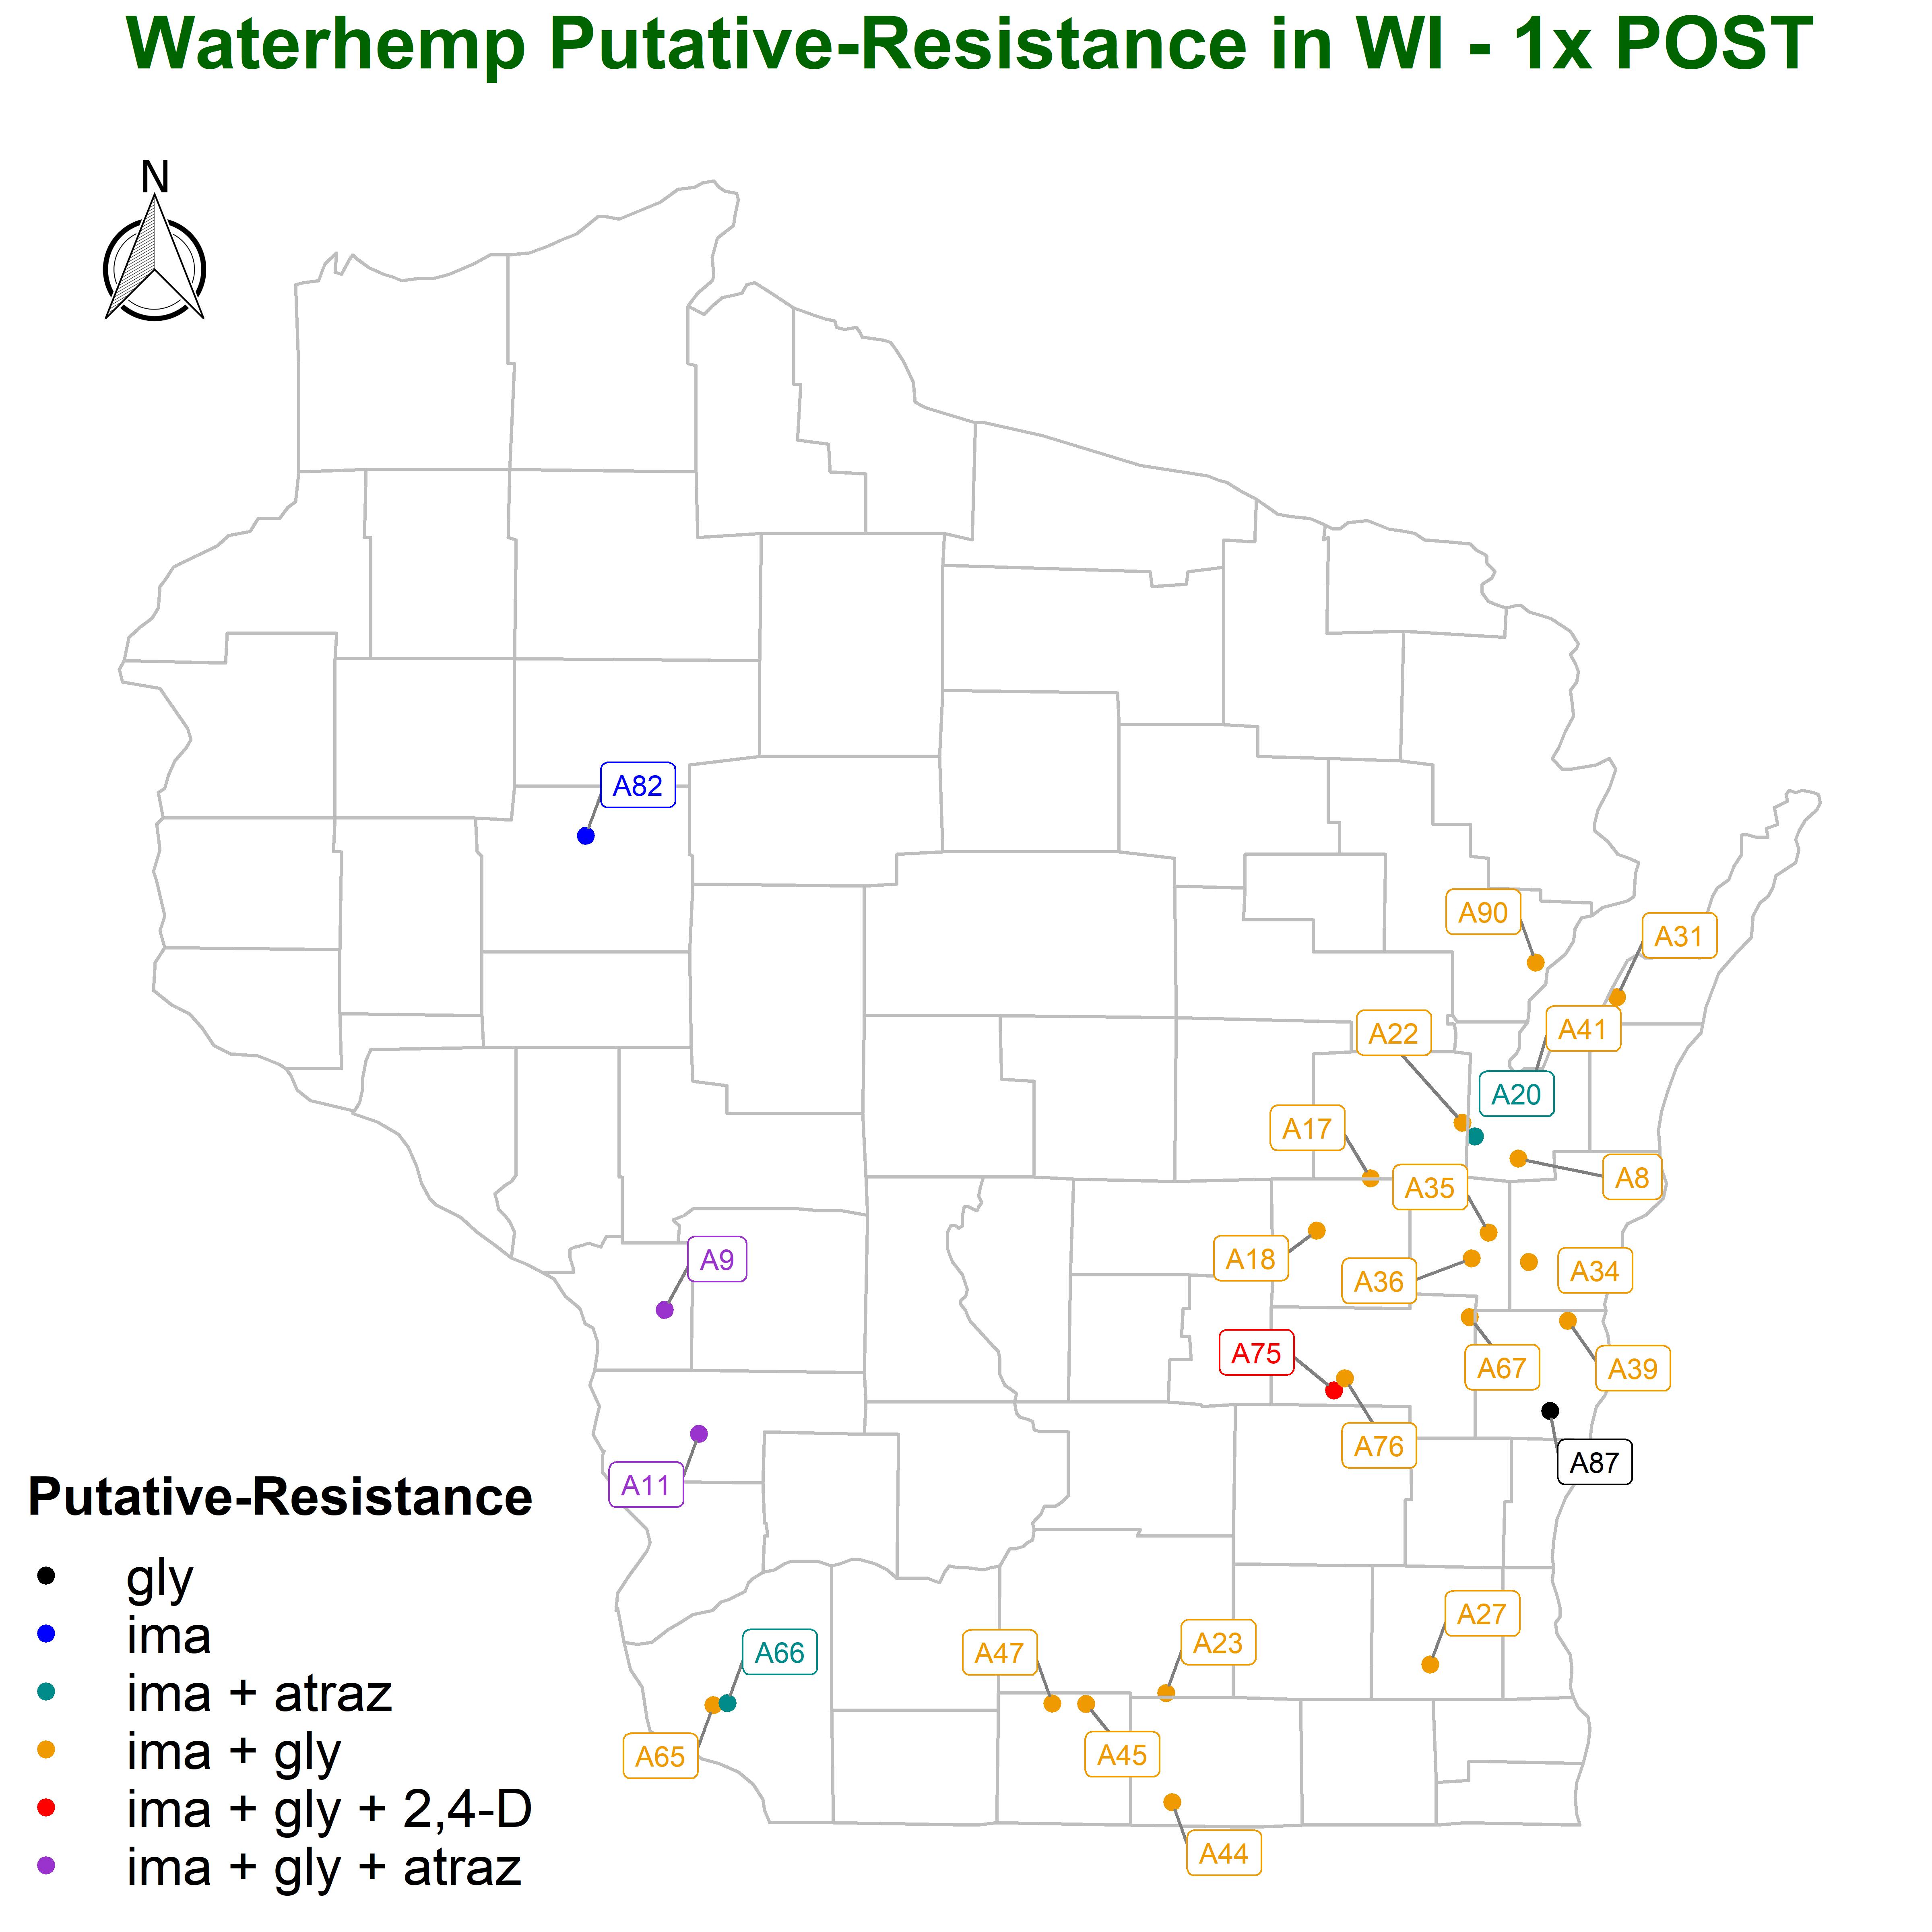 Waterhemp Putative-Resistance in WI - 1x POST
N
A82
A90
A31
A41
A22
A20
A17
A8
A35
A9
A18
A34
A36
A75
A67
A39
A76
A87
A11
Putative-Resistance
gly
ima
ima + atraz
ima + gly
ima + gly + 2,4-D
ima + gly + atraz
A27
A23
A47
A66
A65
A45
A44